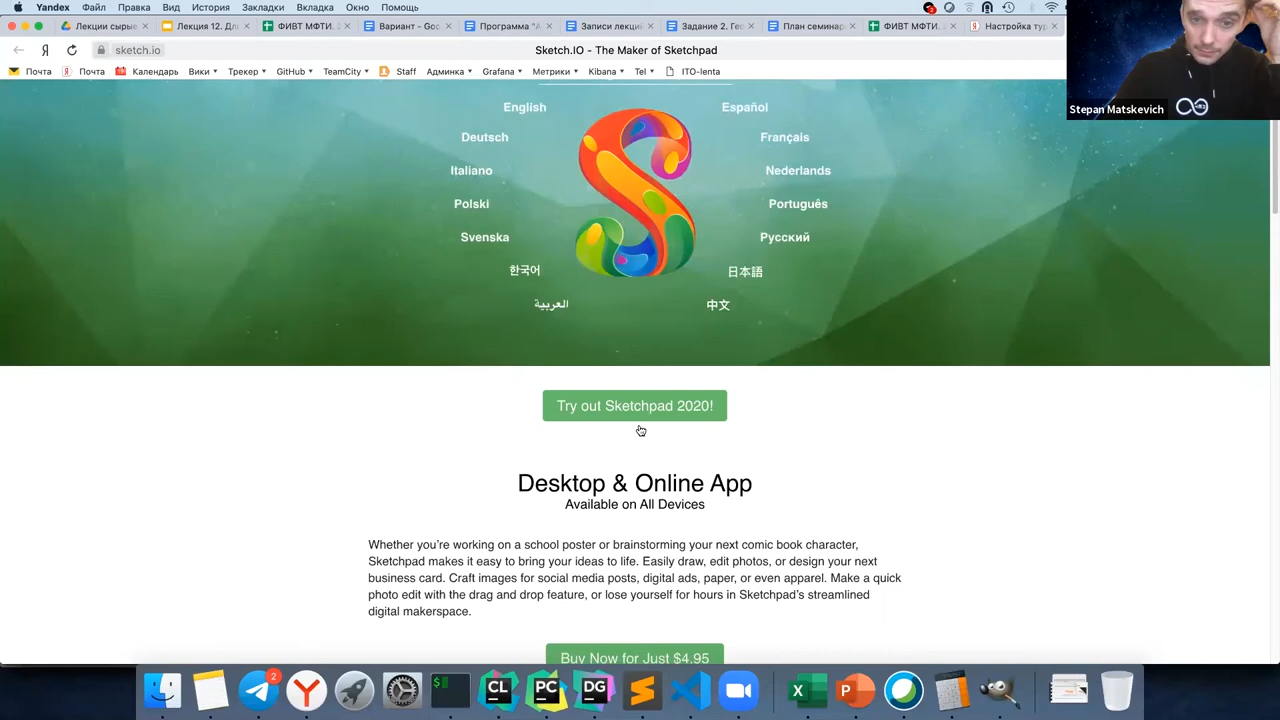 Yandex Файл Правка Вид История Закладки Вкладка Окно Помощь
Лекции сырые Лекция 12. Дл ФИВТ МФТИ. Вариант - Goo Программа "А Записи лекци Задание 2. Гео План семинар ФИВТ МФТИ. Настройка ту
sketch.io Sketch.IO - The Maker of Sketchpad
Почта Почта Календарь Вики Трекер GitHub TeamCity Staff Админка Grafana Метрики Kibana Tel ITO-lenta
Stepan Matskevich
English Español
Deutsch Français
Italiano Nederlands
Polski Português
Svenska Русский
한국어 日本語
العربية 中文
Try out Sketchpad 2020!
Desktop & Online App
Available on All Devices
Whether you're working on a school poster or brainstorming your next comic book character,
Sketchpad makes it easy to bring your ideas to life. Easily draw, edit photos, or design your next
business card. Craft images for social media posts, digital ads, paper, or even apparel. Make a quick
photo edit with the drag and drop feature, or lose yourself for hours in Sketchpad's streamlined
digital makerspace.
Buy Now for Just $4.95
2
CL PC DG X P